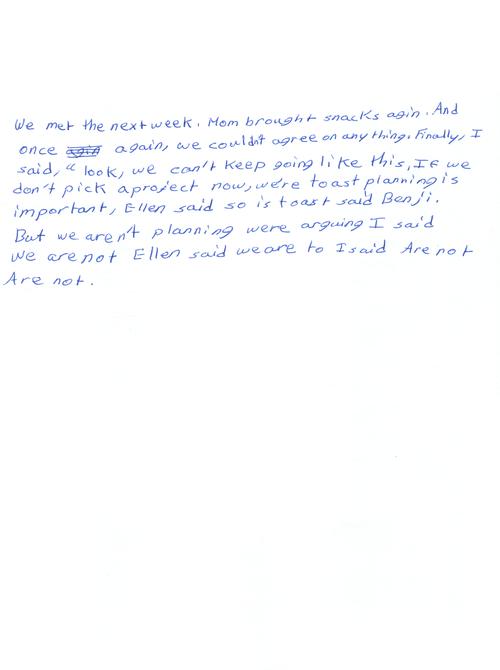 We met the next week. Mom brought snacks agin. And
once again, we couldn't agree on any thing. Finally, I
said, " look, we can't keep going like this, If we
don't pick a project now, we're toast planning is
important, Ellen said so is toast said Benji.
But we aren't planning were arguing I said
We are not Ellen said we are to I said Are not
Are not.